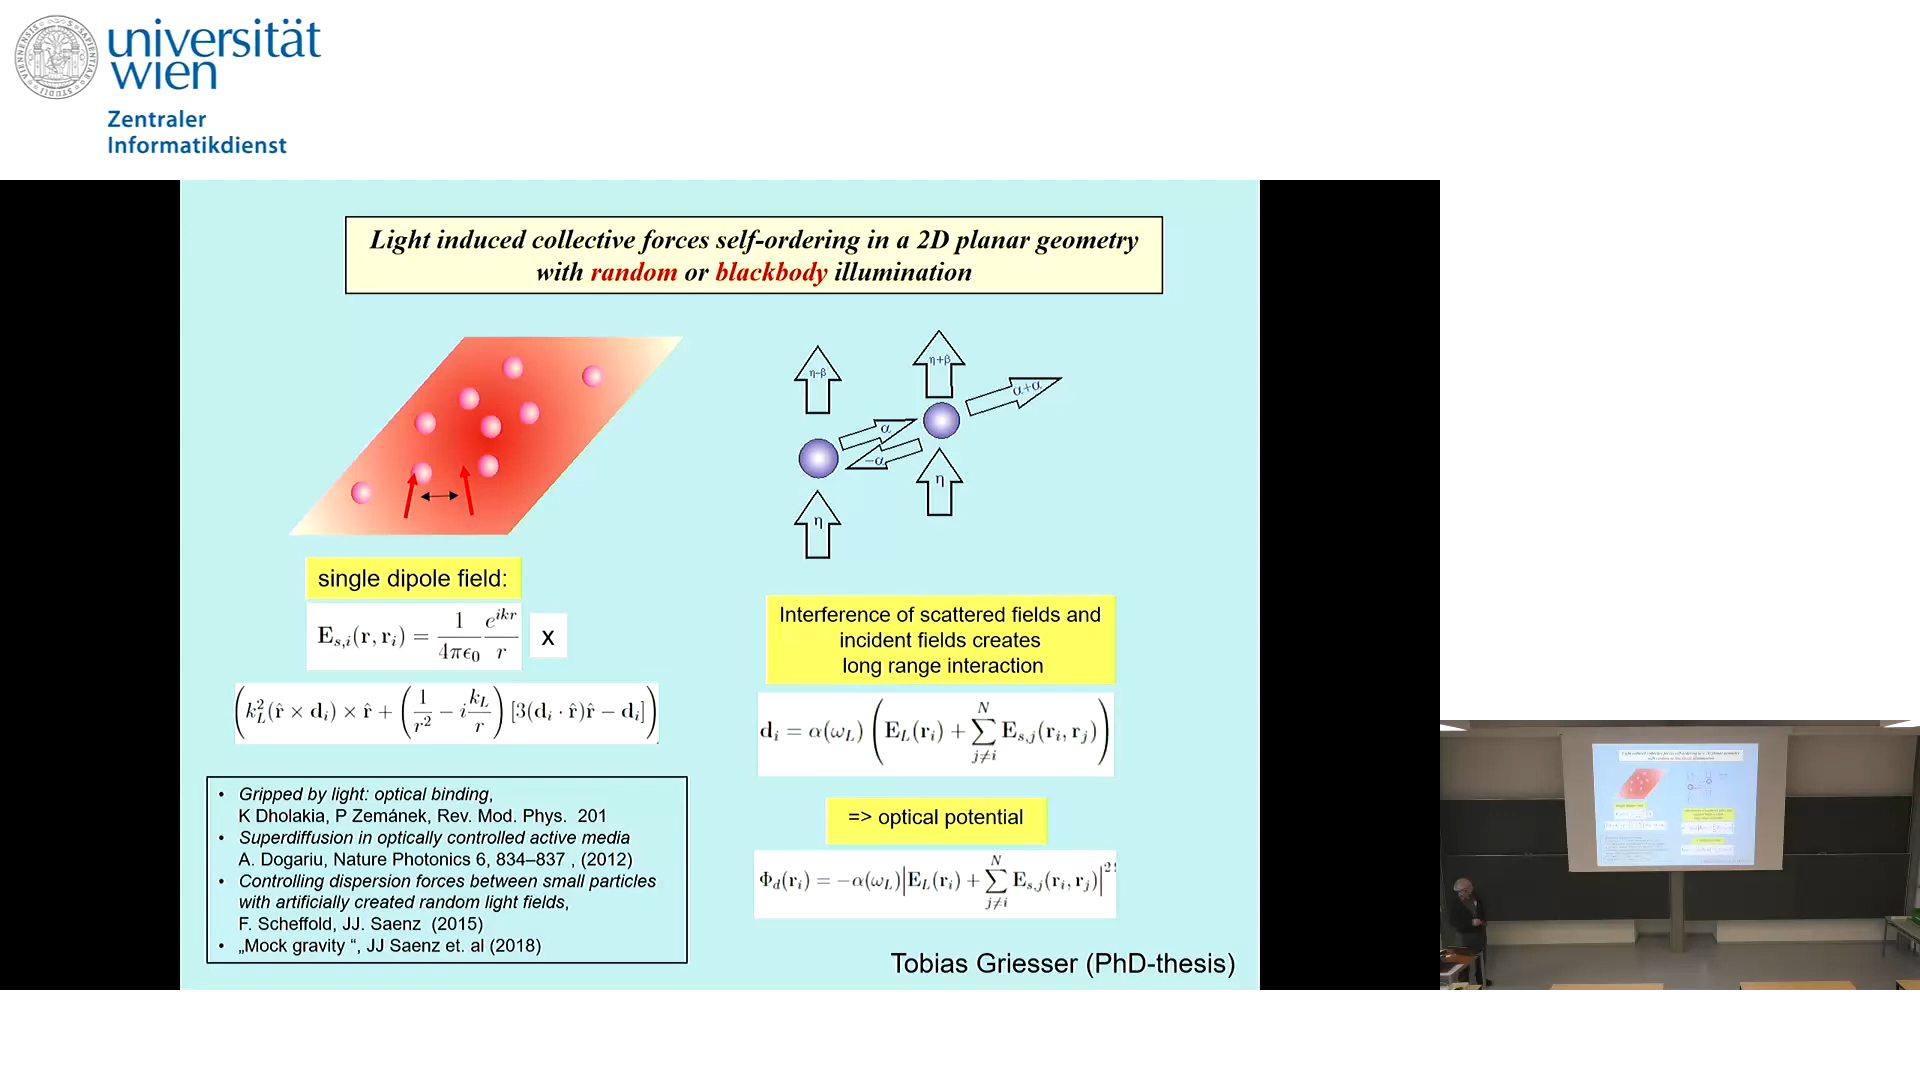 universität
wien
Zentraler
Informatikdienst
Light induced collective forces self-ordering in a 2D planar geometry
with random or blackbody illumination
η-β
η+β
α+α
α
-α
η
η
single dipole field:
E_{s,i}(r, r_i) = \frac{1}{4πϵ_0} \frac{e^{ikr}}{r}
x
(k_L^2(r̂ × d_i) × r̂ + (\frac{1}{r^2} − i\frac{k_L}{r}) [3(d_i · r̂)r̂ − d_i])
Interference of scattered fields and
incident fields creates
long range interaction
d_i = α(ω_L) (E_L(r_i) + \sum_{j≠i}^{N} E_{s,j}(r_i, r_j))
=> optical potential
Φ_d(r_i) = −α(ω_L)|E_L(r_i) + \sum_{j≠i}^{N} E_{s,j}(r_i, r_j)|^2
• Gripped by light: optical binding,
K Dholakia, P Zemánek, Rev. Mod. Phys. 201
• Superdiffusion in optically controlled active media
A. Dogariu, Nature Photonics 6, 834–837 , (2012)
• Controlling dispersion forces between small particles
with artificially created random light fields,
F. Scheffold, JJ. Saenz (2015)
• „Mock gravity “, JJ Saenz et. al (2018)
Tobias Griesser (PhD-thesis)